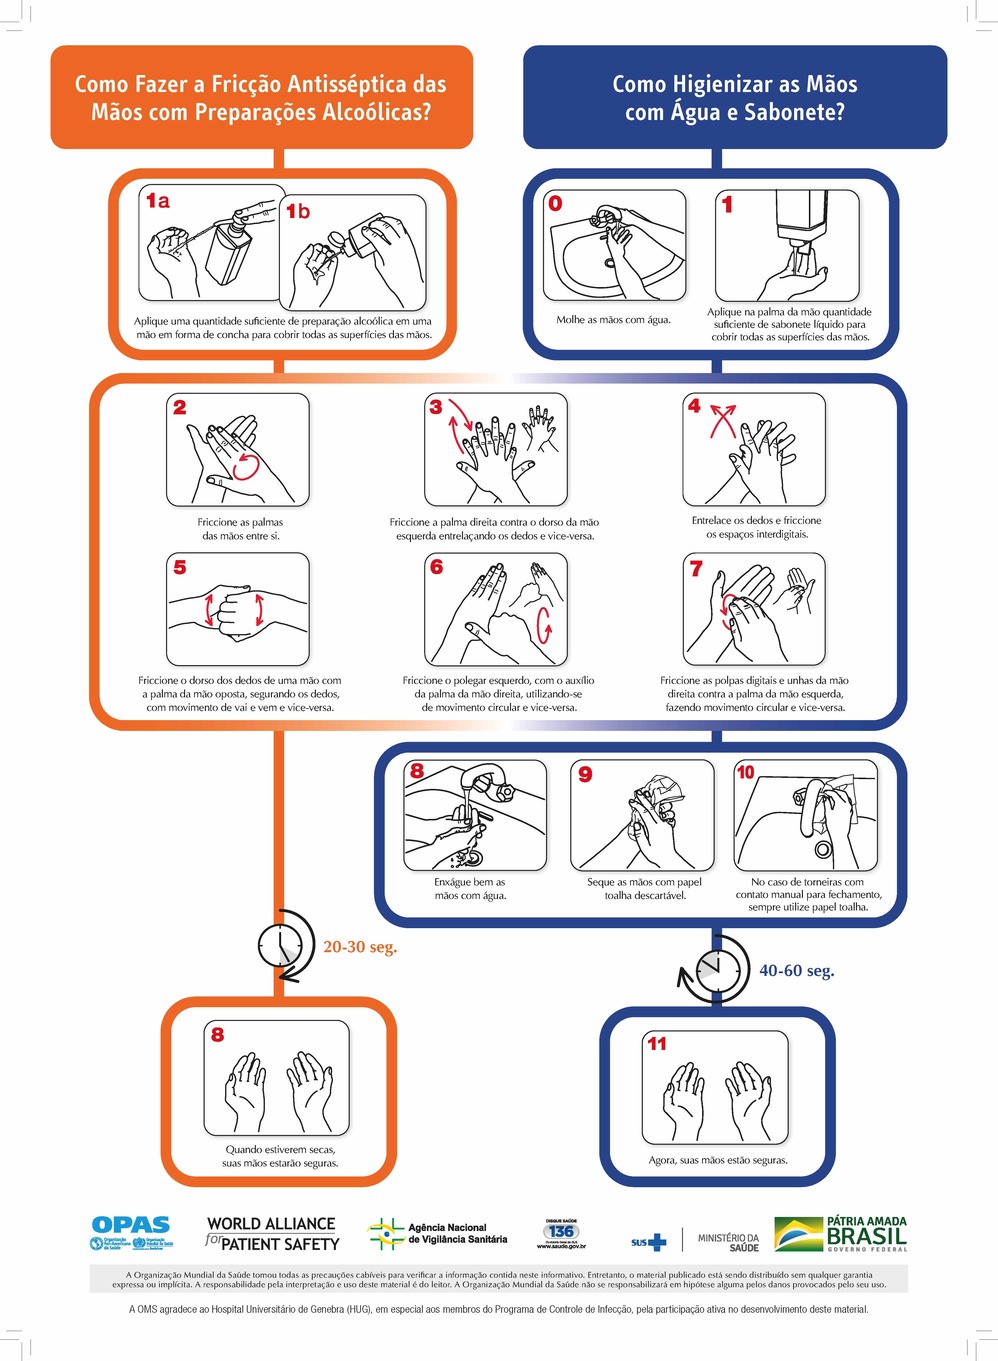 Como Fazer a Fricção Antisséptica das
Mãos com Preparações Alcoólicas?
Como Higienizar as Mãos
com Água e Sabonete?
1a
1b
Aplique uma quantidade suficiente de preparação alcoólica em uma
mão em forma de concha para cobrir todas as superfícies das mãos.
0
Molhe as mãos com água.
1
Aplique na palma da mão quantidade
suficiente de sabonete líquido para
cobrir todas as superfícies das mãos.
2
Friccione as palmas
das mãos entre si.
3
Friccione a palma direita contra o dorso da mão
esquerda entrelaçando os dedos e vice-versa.
4
Entrelace os dedos e friccione
os espaços interdigitais.
5
Friccione o dorso dos dedos de uma mão com
a palma da mão oposta, segurando os dedos,
com movimento de vai e vem e vice-versa.
6
Friccione o polegar esquerdo, com o auxílio
da palma da mão direita, utilizando-se
de movimento circular e vice-versa.
7
Friccione as polpas digitais e unhas da mão
direita contra a palma da mão esquerda,
fazendo movimento circular e vice-versa.
8
Enxágue bem as
mãos com água.
9
Seque as mãos com papel
toalha descartável.
10
No caso de torneiras com
contato manual para fechamento,
sempre utilize papel toalha.
20-30 seg.
40-60 seg.
8
Quando estiverem secas,
suas mãos estarão seguras.
11
Agora, suas mãos estão seguras.
OPAS
Organização
Pan-Americana
da Saúde
Organização
Mundial da Saúde
WORLD ALLIANCE
for PATIENT SAFETY
Agência Nacional
de Vigilância Sanitária
DISQUE SAÚDE
136
Ouvidoria Geral do SUS
www.saude.gov.br
SUS
MINISTÉRIO DA
SAÚDE
PÁTRIA AMADA
BRASIL
GOVERNO FEDERAL
A Organização Mundial da Saúde tomou todas as precauções cabíveis para verificar a informação contida neste informativo. Entretanto, o material publicado está sendo distribuído sem qualquer garantia
expressa ou implícita. A responsabilidade pela interpretação e uso deste material é do leitor. A Organização Mundial da Saúde não se responsabilizará em hipótese alguma pelos danos provocados pelo seu uso.
A OMS agradece ao Hospital Universitário de Genebra (HUG), em especial aos membros do Programa de Controle de Infecção, pela participação ativa no desenvolvimento deste material.